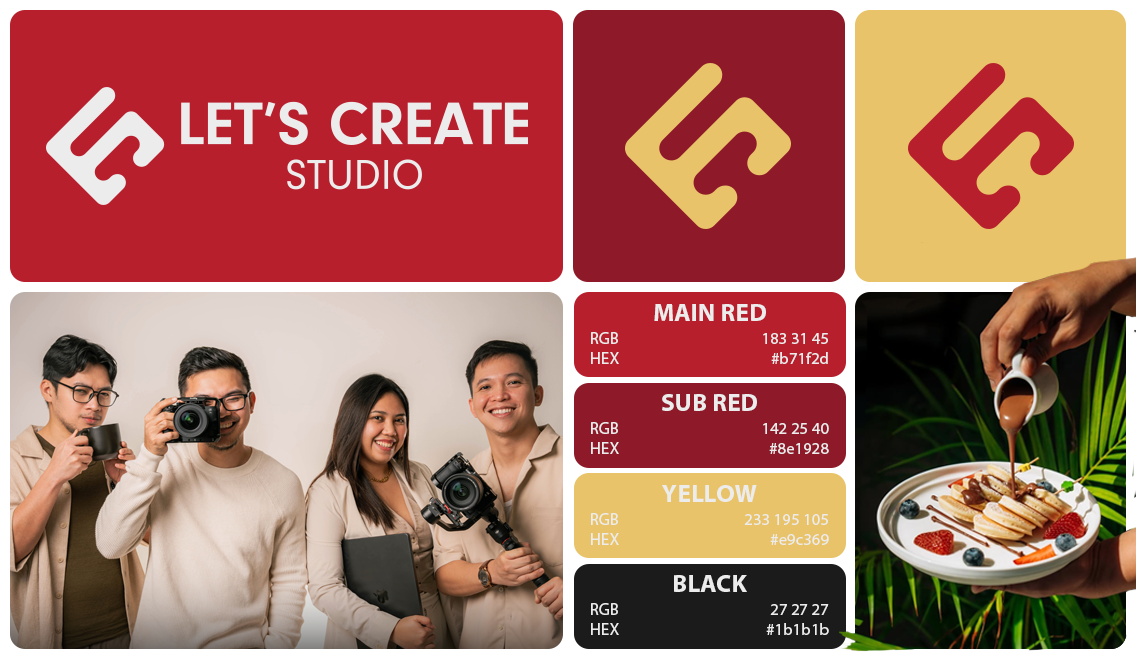 LET'S CREATE
STUDIO
MAIN RED
RGB 183 31 45
HEX #b71f2d
SUB RED
RGB 142 25 40
HEX #8e1928
YELLOW
RGB 233 195 105
HEX #e9c369
BLACK
RGB 27 27 27
HEX #1b1b1b